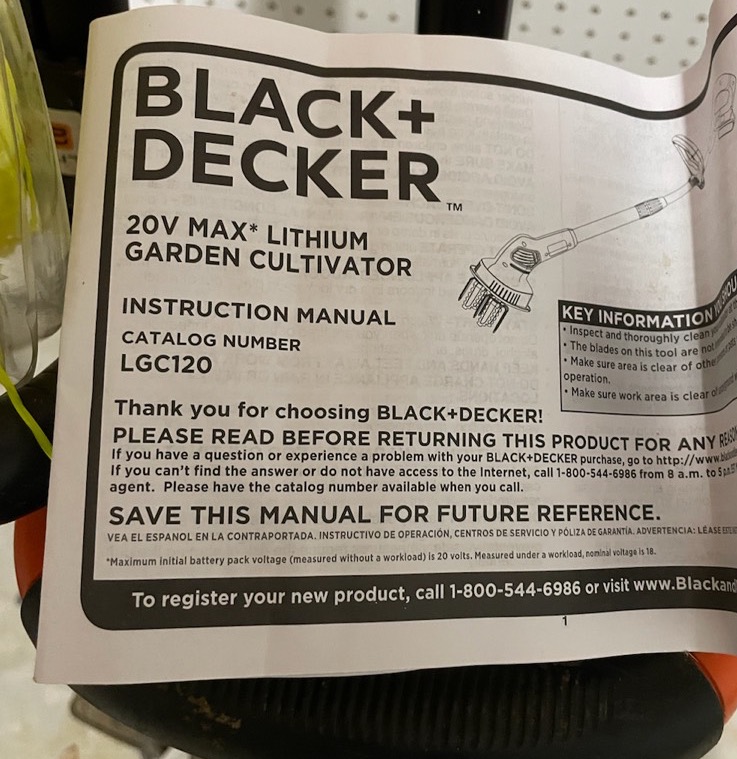 BLACK+
DECKER™
20V MAX* LITHIUM
GARDEN CULTIVATOR
INSTRUCTION MANUAL
CATALOG NUMBER
LGC120
KEY INFORMATION
• Inspect and thoroughly clean
• The blades on this tool are not
• Make sure area is clear of
operation.
• Make sure work area is clear of
Thank you for choosing BLACK+DECKER!
PLEASE READ BEFORE RETURNING THIS PRODUCT FOR ANY
If you have a question or experience a problem with your BLACK+DECKER purchase, go to http://www.
If you can't find the answer or do not have access to the Internet, call 1-800-544-6986 from 8 a.m. to 5 p.m.
agent. Please have the catalog number available when you call.
SAVE THIS MANUAL FOR FUTURE REFERENCE.
VEA EL ESPANOL EN LA CONTRAPORTADA. INSTRUCTIVO DE OPERACIÓN, CENTROS DE SERVICIO Y PÓLIZA DE GARANTÍA. ADVERTENCIA: LÉASE
*Maximum initial battery pack voltage (measured without a workload) is 20 volts. Measured under a workload, nominal voltage is 18.
To register your new product, call 1-800-544-6986 or visit www.Blackand
1